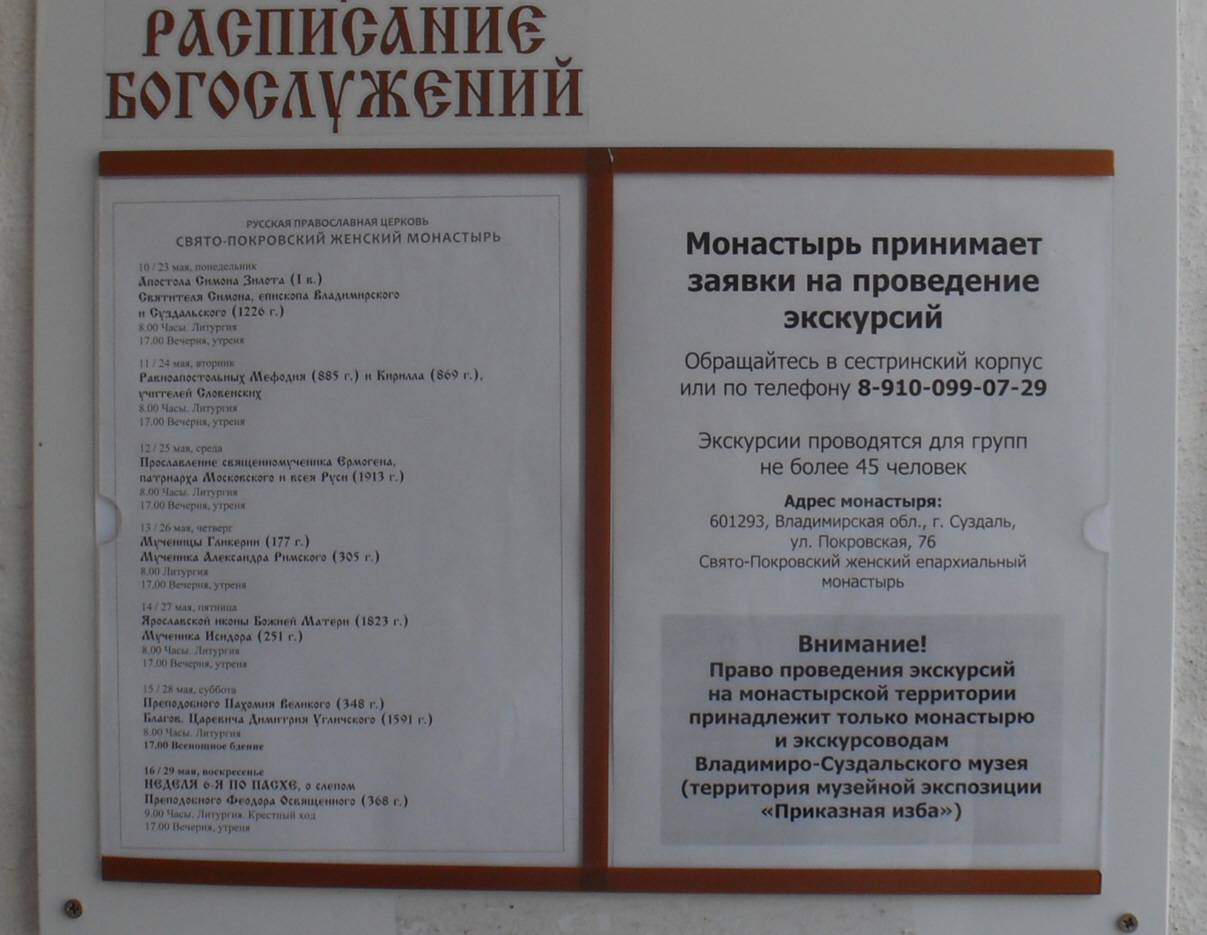 РАСПИСАНИЕ
БОГОСЛУЖЕНИЙ
РУССКАЯ ПРАВОСЛАВНАЯ ЦЕРКОВЬ
СВЯТО-ПОКРОВСКИЙ ЖЕНСКИЙ МОНАСТЫРЬ
10 / 23 мая, понедельник
Апостола Симона Зилота (I в.)
Святителя Симона, епископа Владимирского
и Суздальского (1226 г.)
8.00 Часы. Литургия
17.00 Вечерня, утреня
11 / 24 мая, вторник
Равноапостольных Мефодия (885 г.) и Кирилла (869 г.),
учителей Словенских
8.00 Часы. Литургия
17.00 Вечерня, утреня
12 / 25 мая, среда
Прославление священномученика Ермогена,
патриарха Московского и всея Руси (1913 г.)
8.00 Часы. Литургия
17.00 Вечерня, утреня
13 / 26 мая, четверг
Мученицы Гликерии (177 г.)
Мученика Александра Римского (305 г.)
8.00 Литургия
17.00 Вечерня, утреня
14 / 27 мая, пятница
Ярославской иконы Божией Матери (1823 г.)
Мученика Исидора (251 г.)
8.00 Часы. Литургия
17.00 Вечерня, утреня
15 / 28 мая, суббота
Преподобного Пахомия Великого (348 г.)
Благов. Царевича Димитрия Угличского (1591 г.)
8.00 Часы. Литургия
17.00 Всенощное бдение
16 / 29 мая, воскресенье
НЕДЕЛЯ 6-Я ПО ПАСХЕ, о слепом
Преподобного Феодора Освященного (368 г.)
9.00 Часы. Литургия. Крестный ход
17.00 Вечерня, утреня
Монастырь принимает
заявки на проведение
экскурсий
Обращайтесь в сестринский корпус
или по телефону 8-910-099-07-29
Экскурсии проводятся для групп
не более 45 человек
Адрес монастыря:
601293, Владимирская обл., г. Суздаль,
ул. Покровская, 76
Свято-Покровский женский епархиальный
монастырь
Внимание!
Право проведения экскурсий
на монастырской территории
принадлежит только монастырю
и экскурсоводам
Владимиро-Суздальского музея
(территория музейной экспозиции
«Приказная изба»)